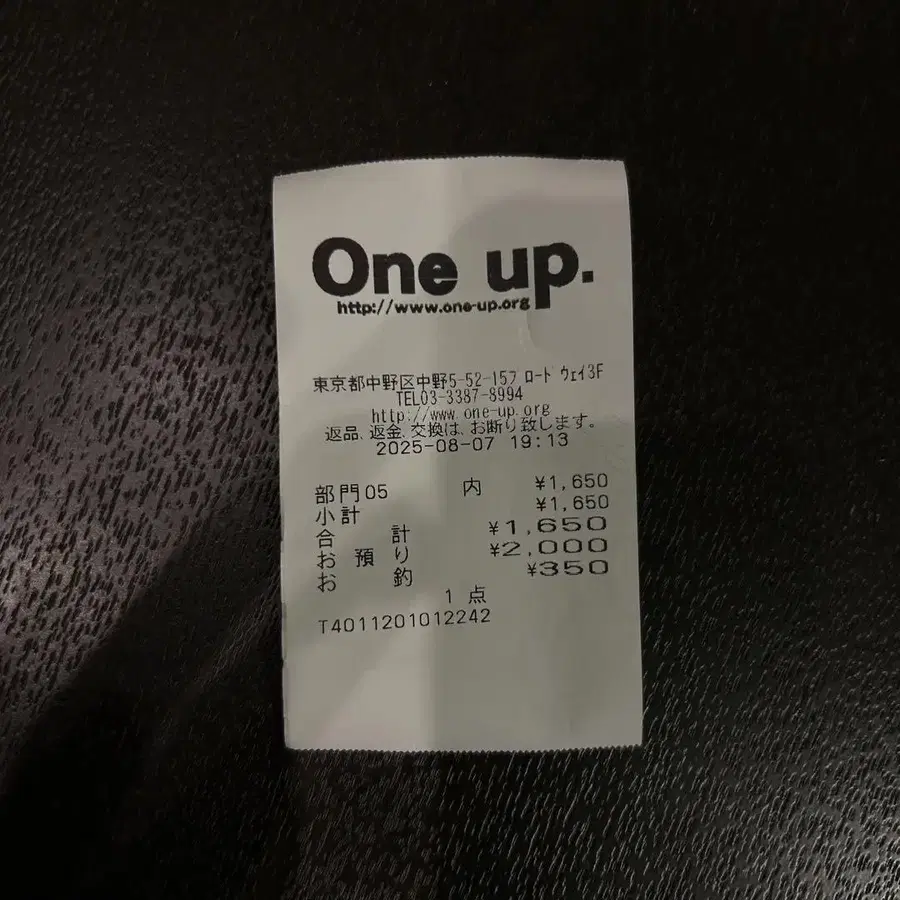 One up.
http://www.one-up.org
東京都中野区中野5-52-15ﾌﾞﾛｰﾄﾞｳｪｲ3F
TEL03-3387-8994
http://www.one-up.org
返品、返金、交換は、お断り致します。
2025-08-07 19:13
部門05 内 ¥1,650
小計 ¥1,650
合計 ¥1,650
お預り ¥2,000
お釣 ¥350
1点
T4011201012242